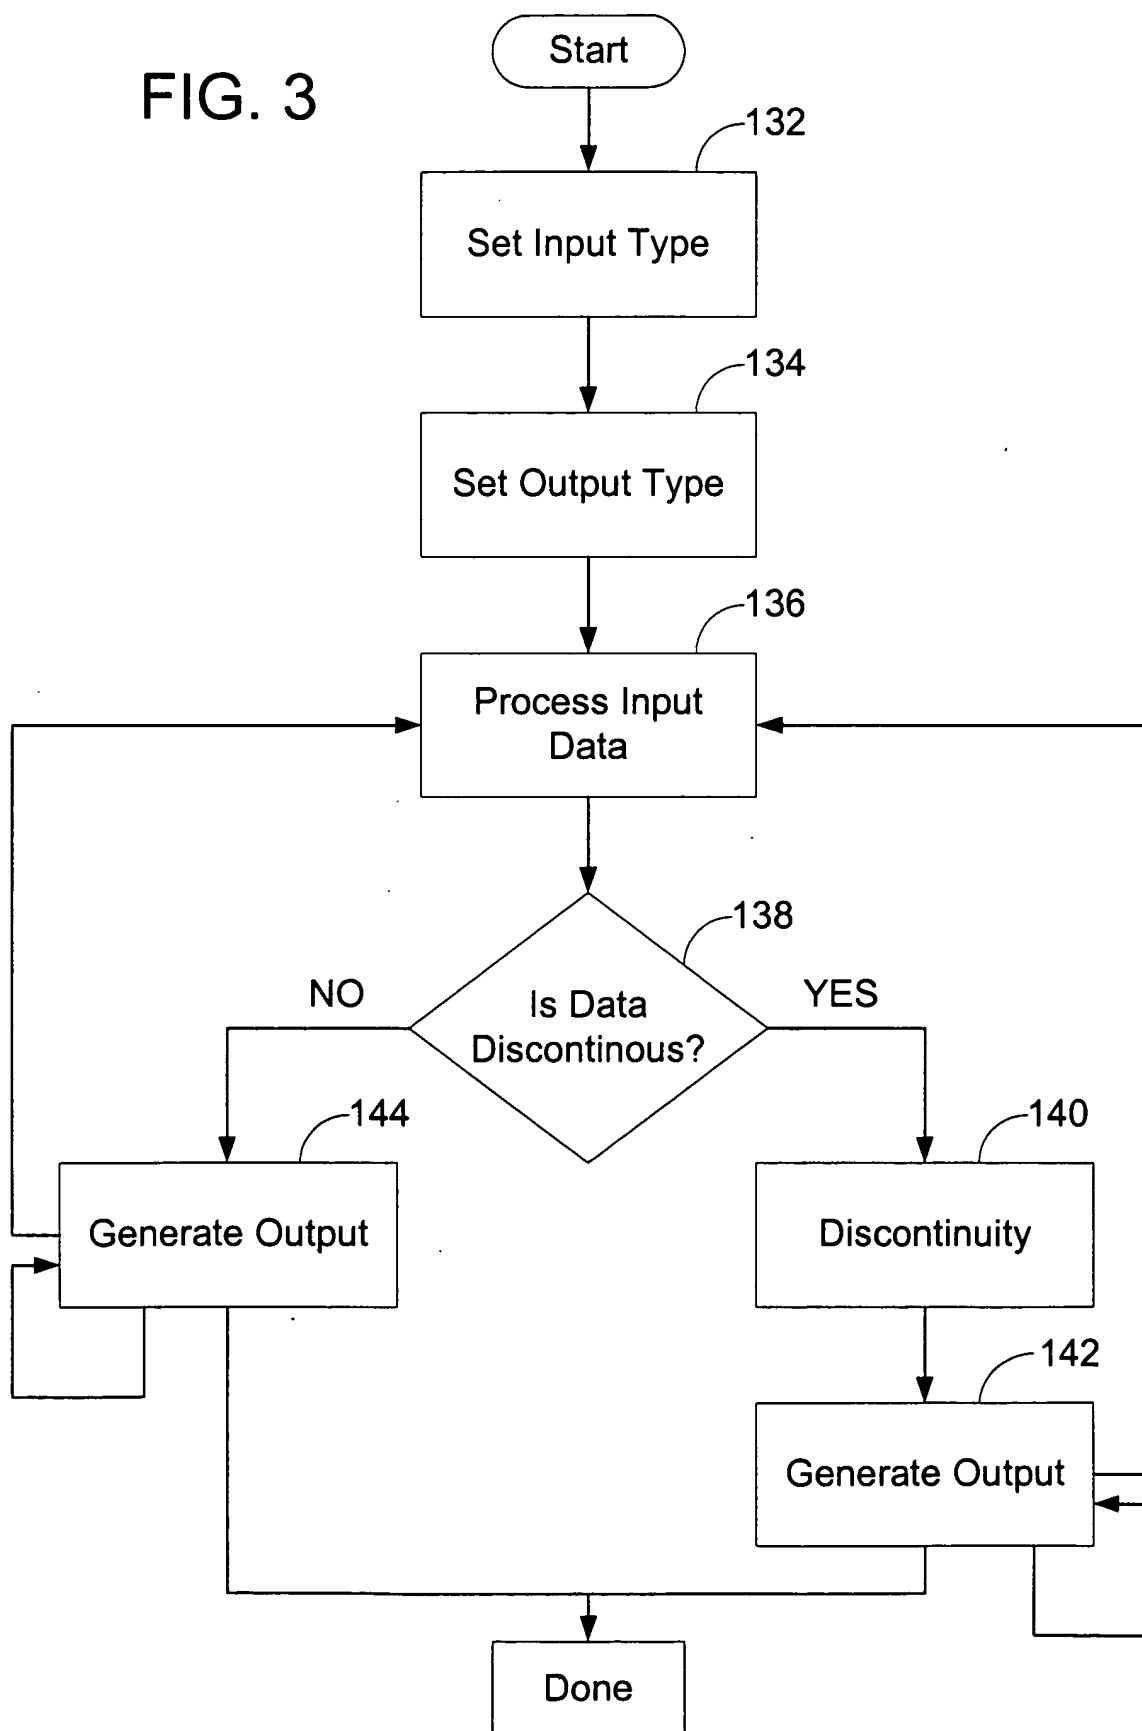 Start
FIG. 3
132
Set Input Type
134
Set Output Type
136
Process Input
Data
138
NO
YES
Is Data
Discontinous?
144
140
Generate Output
Discontinuity
142
Generate Output
Done